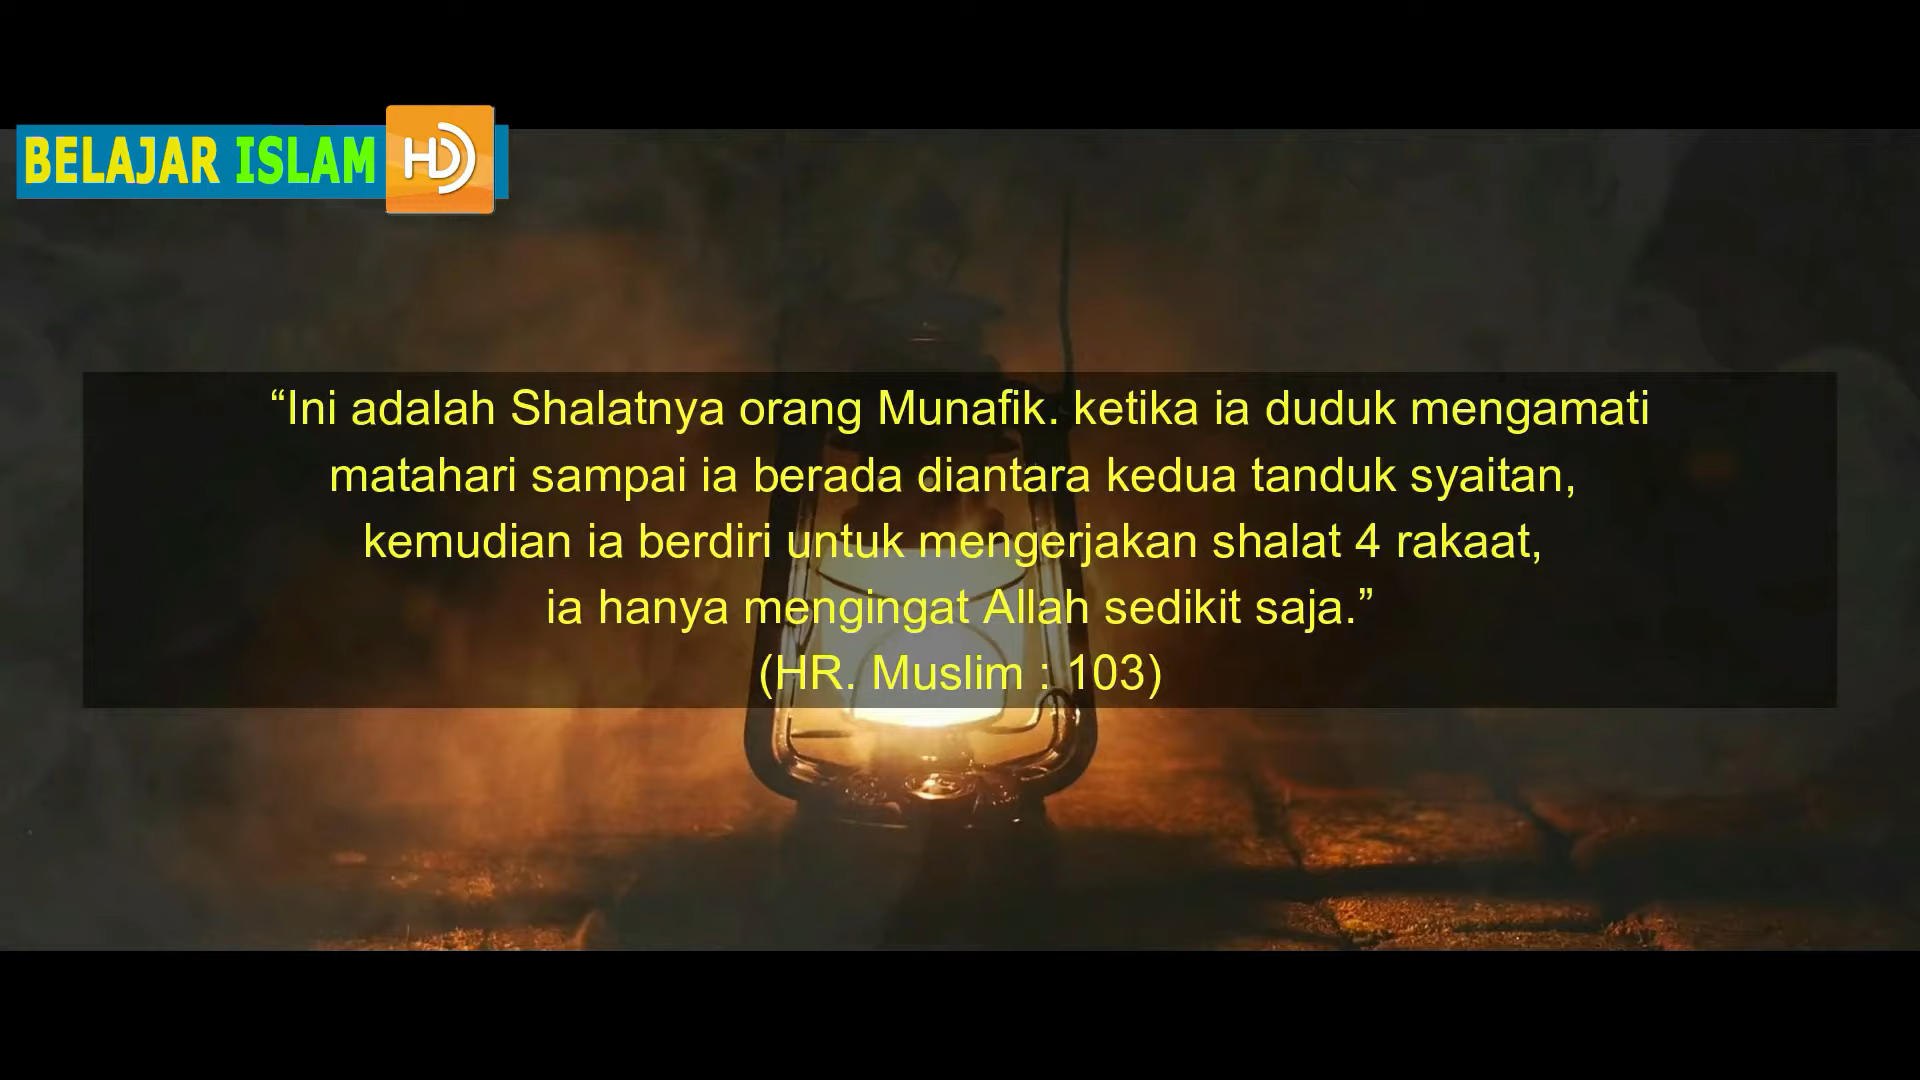 BELAJAR ISLAM HD
“Ini adalah Shalatnya orang Munafik. ketika ia duduk mengamati
matahari sampai ia berada diantara kedua tanduk syaitan,
kemudian ia berdiri untuk mengerjakan shalat 4 rakaat,
ia hanya mengingat Allah sedikit saja.”
(HR. Muslim : 103)